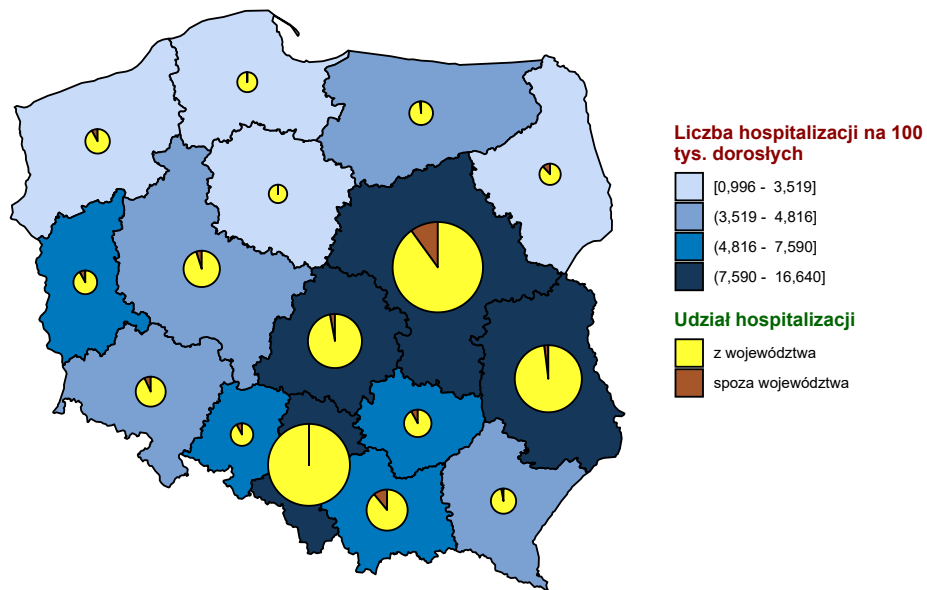 Liczba hospitalizacji na 100
tys. dorosłych
[0,996 - 3,519]
(3,519 - 4,816]
(4,816 - 7,590]
(7,590 - 16,640]
Udział hospitalizacji
z województwa
spoza województwa